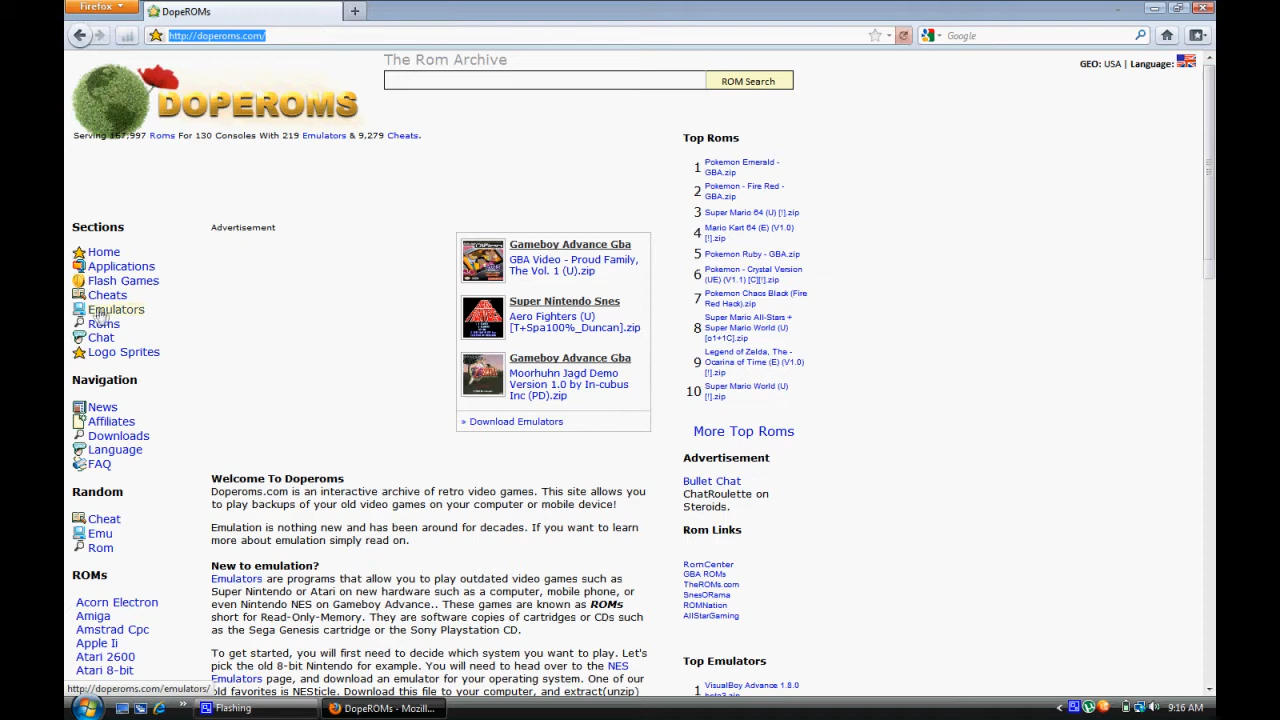 Firefox
DopeROMs
http://doperoms.com/
Google
The Rom Archive
ROM Search
GEO: USA | Language:
DOPEROMS
Serving 167,997 Roms For 130 Consoles With 219 Emulators & 9,279 Cheats.
Sections
Home
Applications
Flash Games
Cheats
Emulators
Roms
Chat
Logo Sprites
Navigation
News
Affiliates
Downloads
Language
FAQ
Random
Cheat
Emu
Rom
ROMs
Acorn Electron
Amiga
Amstrad Cpc
Apple Ii
Atari 2600
Atari 8-bit
Advertisement
Gameboy Advance Gba
GBA Video - Proud Family,
The Vol. 1 (U).zip
Super Nintendo Snes
Aero Fighters (U)
[T+Spa100%_Duncan].zip
Gameboy Advance Gba
Moorhuhn Jagd Demo
Version 1.0 by In-cubus
Inc (PD).zip
» Download Emulators
Welcome To Doperoms
Doperoms.com is an interactive archive of retro video games. This site allows you
to play backups of your old video games on your computer or mobile device!
Emulation is nothing new and has been around for decades. If you want to learn
more about emulation simply read on.
New to emulation?
Emulators are programs that allow you to play outdated video games such as
Super Nintendo or Atari on new hardware such as a computer, mobile phone, or
even Nintendo NES on Gameboy Advance.. These games are known as ROMs
short for Read-Only-Memory. They are software copies of cartridges or CDs such
as the Sega Genesis cartridge or the Sony Playstation CD.
To get started, you will first need to decide which system you want to play. Let's
pick the old 8-bit Nintendo for example. You will need to head over to the NES
Emulators page, and download an emulator for your operating system. One of our
old favorites is NESticle. Download this file to your computer, and extract(unzip)
Top Roms
1 Pokemon Emerald -
GBA.zip
2 Pokemon - Fire Red -
GBA.zip
3 Super Mario 64 (U) [!].zip
4 Mario Kart 64 (E) (V1.0)
[!].zip
5 Pokemon Ruby - GBA.zip
6 Pokemon - Crystal Version
(UE) (V1.1) [C][!].zip
7 Pokemon Chaos Black (Fire
Red Hack).zip
8 Super Mario All-Stars +
Super Mario World (U)
[o1+1C].zip
9 Legend of Zelda, The -
Ocarina of Time (E) (V1.0)
[!].zip
10 Super Mario World (U)
[!].zip
More Top Roms
Advertisement
Bullet Chat
ChatRoulette on
Steroids.
Rom Links
RomCenter
GBA ROMs
TheROMs.com
SnesORama
ROMNation
AllStarGaming
Top Emulators
1 VisualBoy Advance 1.8.0
beta3.zip
http://doperoms.com/emulators/
Flashing
DopeROMs - Mozill...
9:16 AM